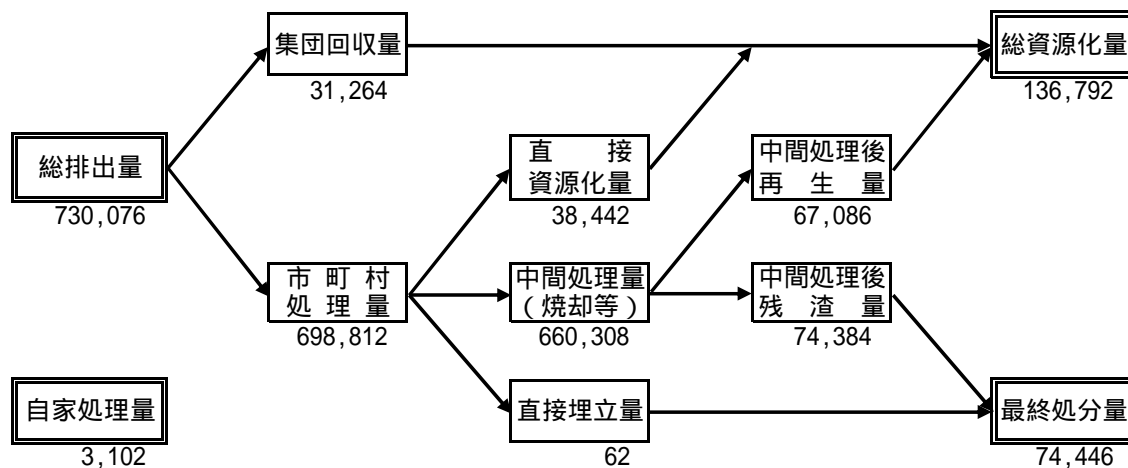 集団回収量
31,264
総資源化量
136,792
総排出量
730,076
直接
資源化量
38,442
中間処理後
再生量
67,086
市町村
処理量
698,812
中間処理量
(焼却等)
660,308
中間処理後
残渣量
74,384
自家処理量
3,102
直接埋立量
62
最終処分量
74,446